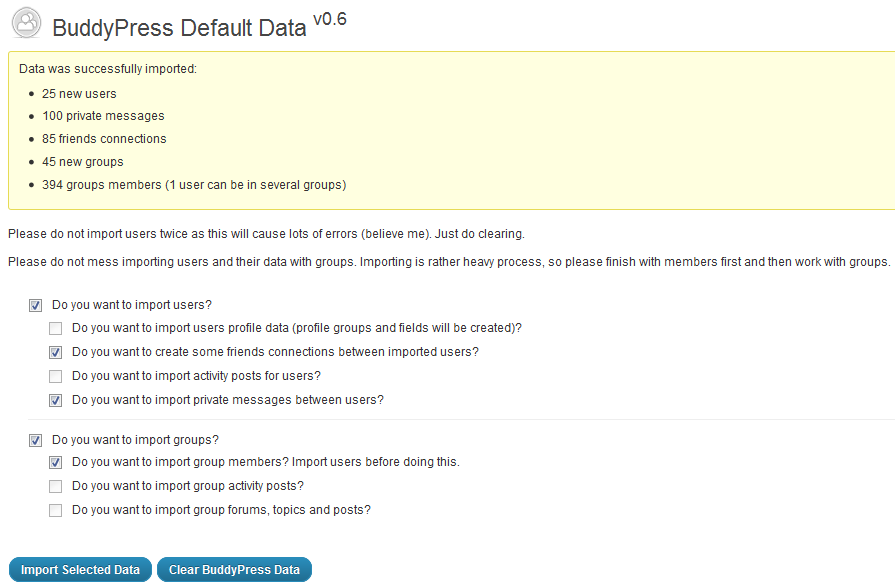 BuddyPress Default Data v0.6
Data was successfully imported:
25 new users
100 private messages
85 friends connections
45 new groups
394 groups members (1 user can be in several groups)
Please do not import users twice as this will cause lots of errors (believe me). Just do clearing.
Please do not mess importing users and their data with groups. Importing is rather heavy process, so please finish with members first and then work with groups.
Do you want to import users?
Do you want to import users profile data (profile groups and fields will be created)?
Do you want to create some friends connections between imported users?
Do you want to import activity posts for users?
Do you want to import private messages between users?
Do you want to import groups?
Do you want to import group members? Import users before doing this.
Do you want to import group activity posts?
Do you want to import group forums, topics and posts?
Import Selected Data Clear BuddyPress Data